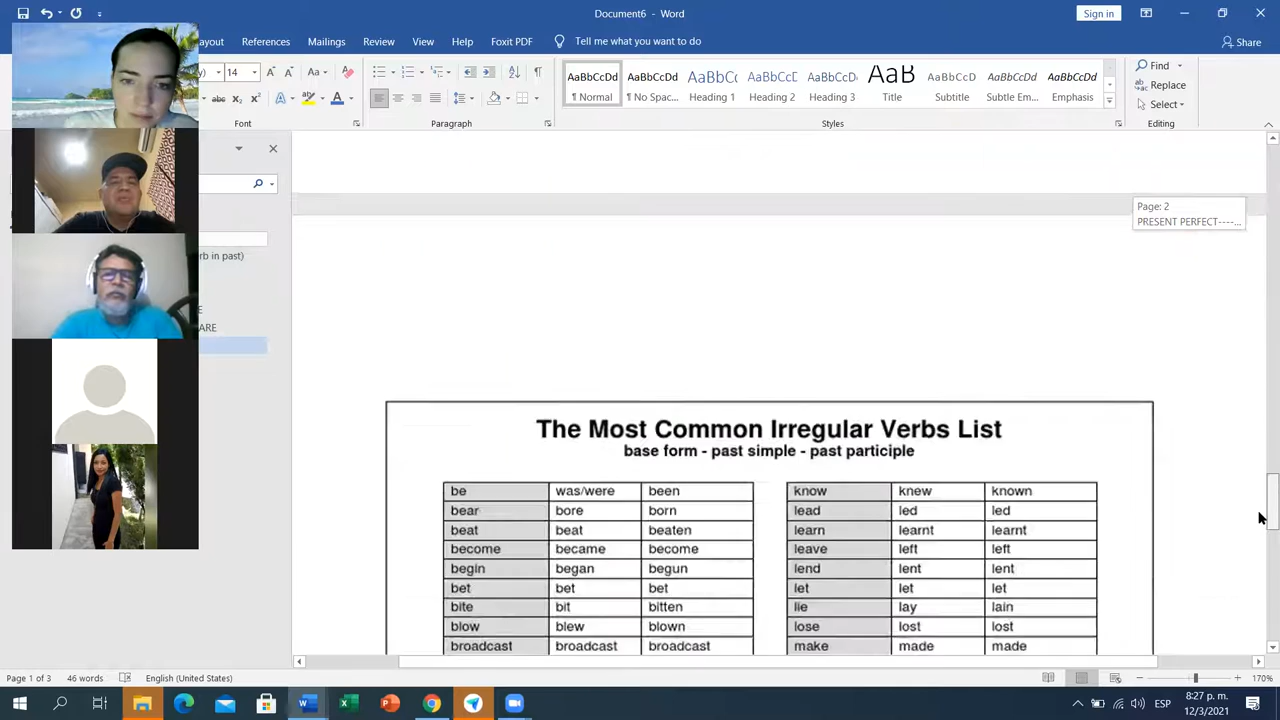 Document6 - Word
Sign in
ayout References Mailings Review View Help Foxit PDF Tell me what you want to do
Share
14 Aa
AaBbCcDd AaBbCcDd AaBbC AaBbCcD AaBbCcD AaB AaBbCcD AaBbCcDd AaBbCcDd
¶ Normal ¶ No Spac... Heading 1 Heading 2 Heading 3 Title Subtitle Subtle Em... Emphasis
Find
Replace
Select
Font Paragraph Styles Editing
rb in past)
E
ARE
Page: 2
PRESENT PERFECT----...
The Most Common Irregular Verbs List
base form - past simple - past participle
be was/were been know knew known
bear bore born lead led led
beat beat beaten learn learnt learnt
become became become leave left left
begin began begun lend lent lent
bet bet bet let let let
bite bit bitten lie lay lain
blow blew blown lose lost lost
broadcast broadcast broadcast make made made
Page 1 of 3 46 words English (United States) 170%
ESP
8:27 p. m.
12/3/2021